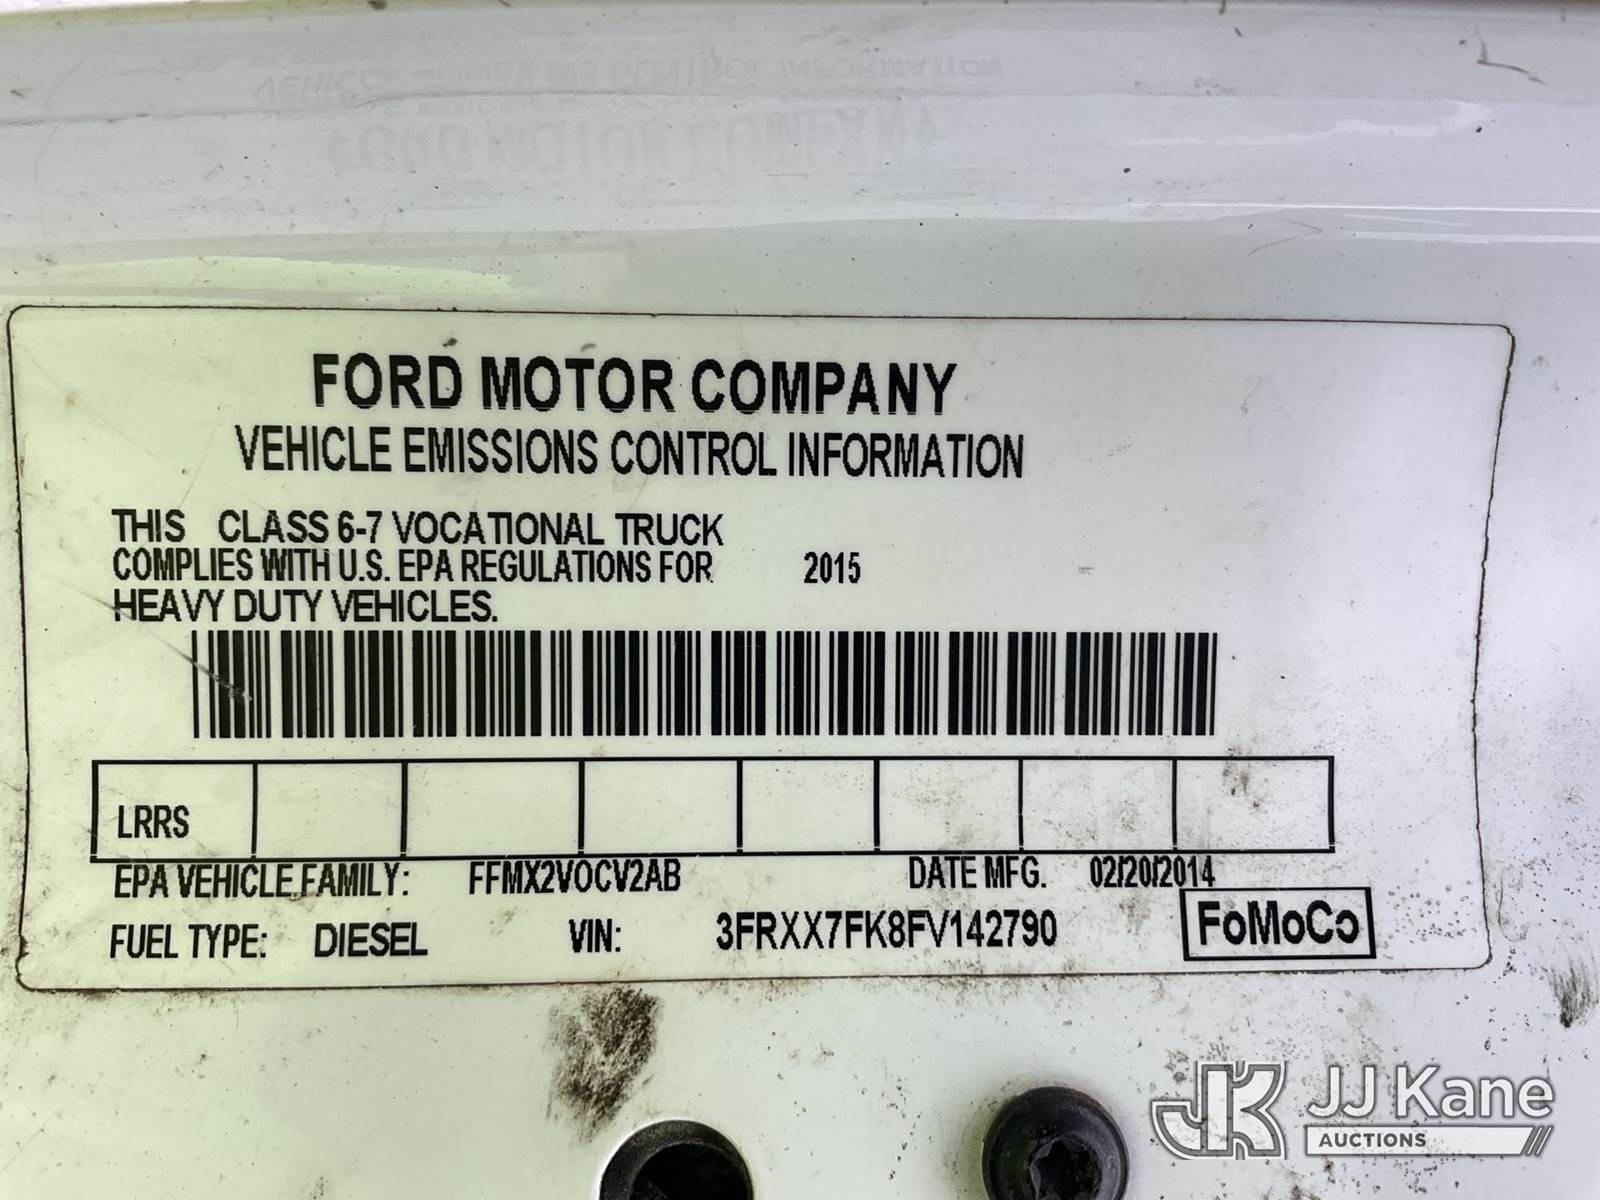 FORD MOTOR COMPANY
VEHICLE EMISSIONS CONTROL INFORMATION
THIS CLASS 6-7 VOCATIONAL TRUCK
COMPLIES WITH U.S. EPA REGULATIONS FOR 2015
HEAVY DUTY VEHICLES.
LRRS
EPA VEHICLE FAMILY: FFMX2VOCV2AB DATE MFG. 02/20/2014
FUEL TYPE: DIESEL VIN: 3FRXX7FK8FV142790 FoMoCo
JK JJ Kane
AUCTIONS